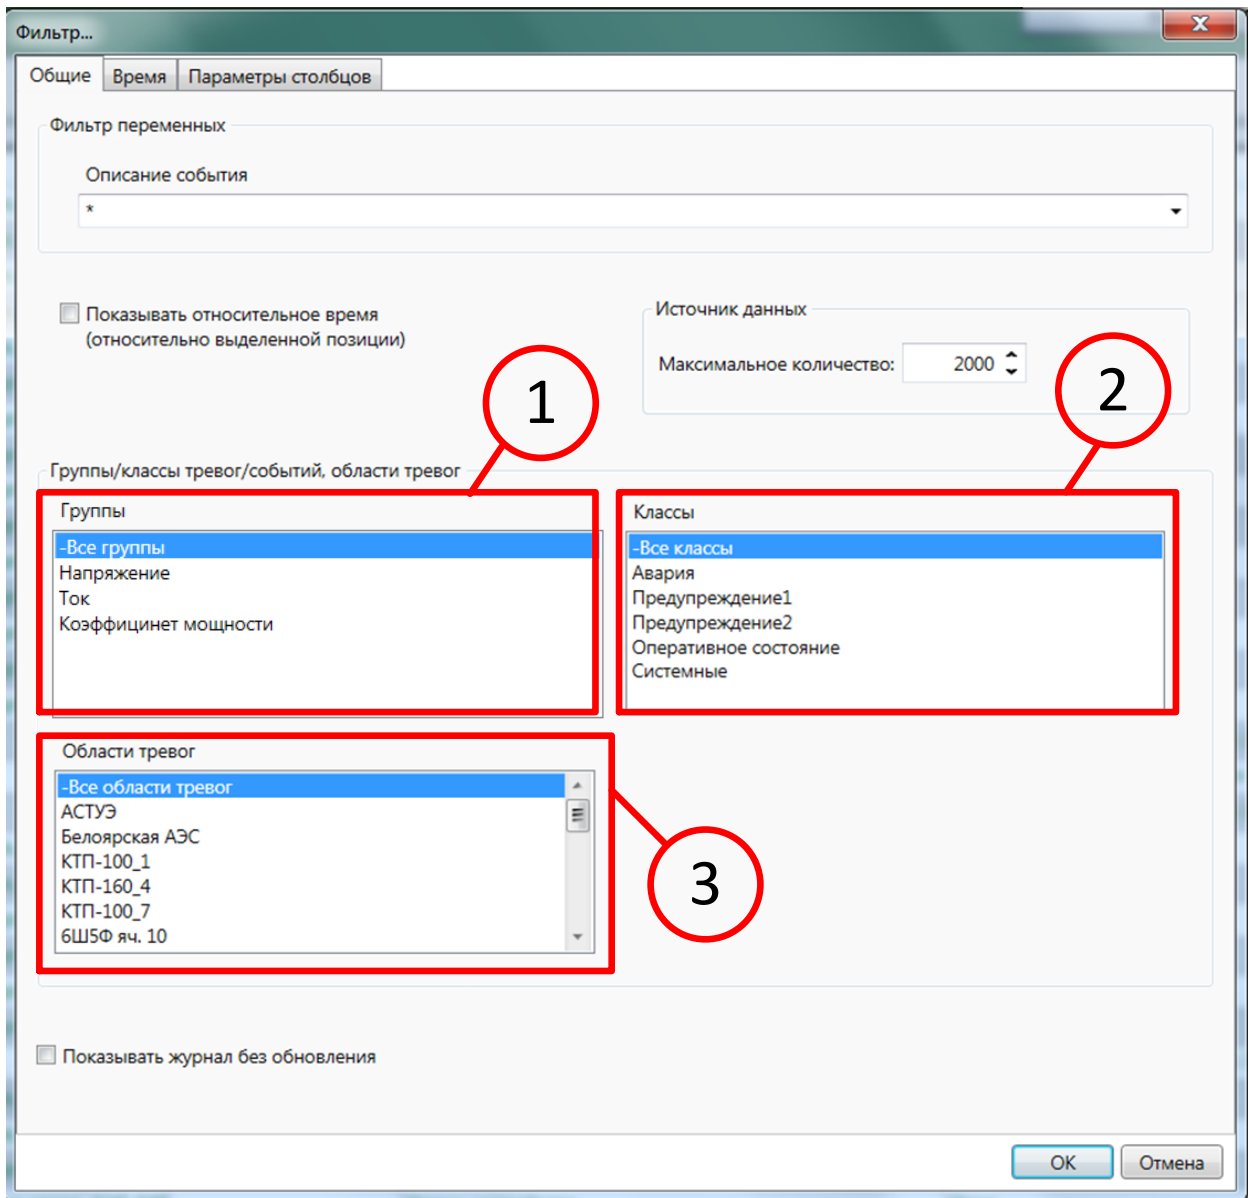 Фильтр...
Общие
Время
Параметры столбцов
Фильтр переменных
Описание события
*
Показывать относительное время
(относительно выделенной позиции)
Источник данных
Максимальное количество:
2000
1
2
Группы/классы тревог/событий, области тревог
Группы
-Все группы
Напряжение
Ток
Коэффицинет мощности
Классы
-Все классы
Авария
Предупреждение1
Предупреждение2
Оперативное состояние
Системные
Области тревог
-Все области тревог
АСТУЭ
Белоярская АЭС
КТП-100_1
КТП-160_4
КТП-100_7
6Ш5Ф яч. 10
3
Показывать журнал без обновления
OK
Отмена